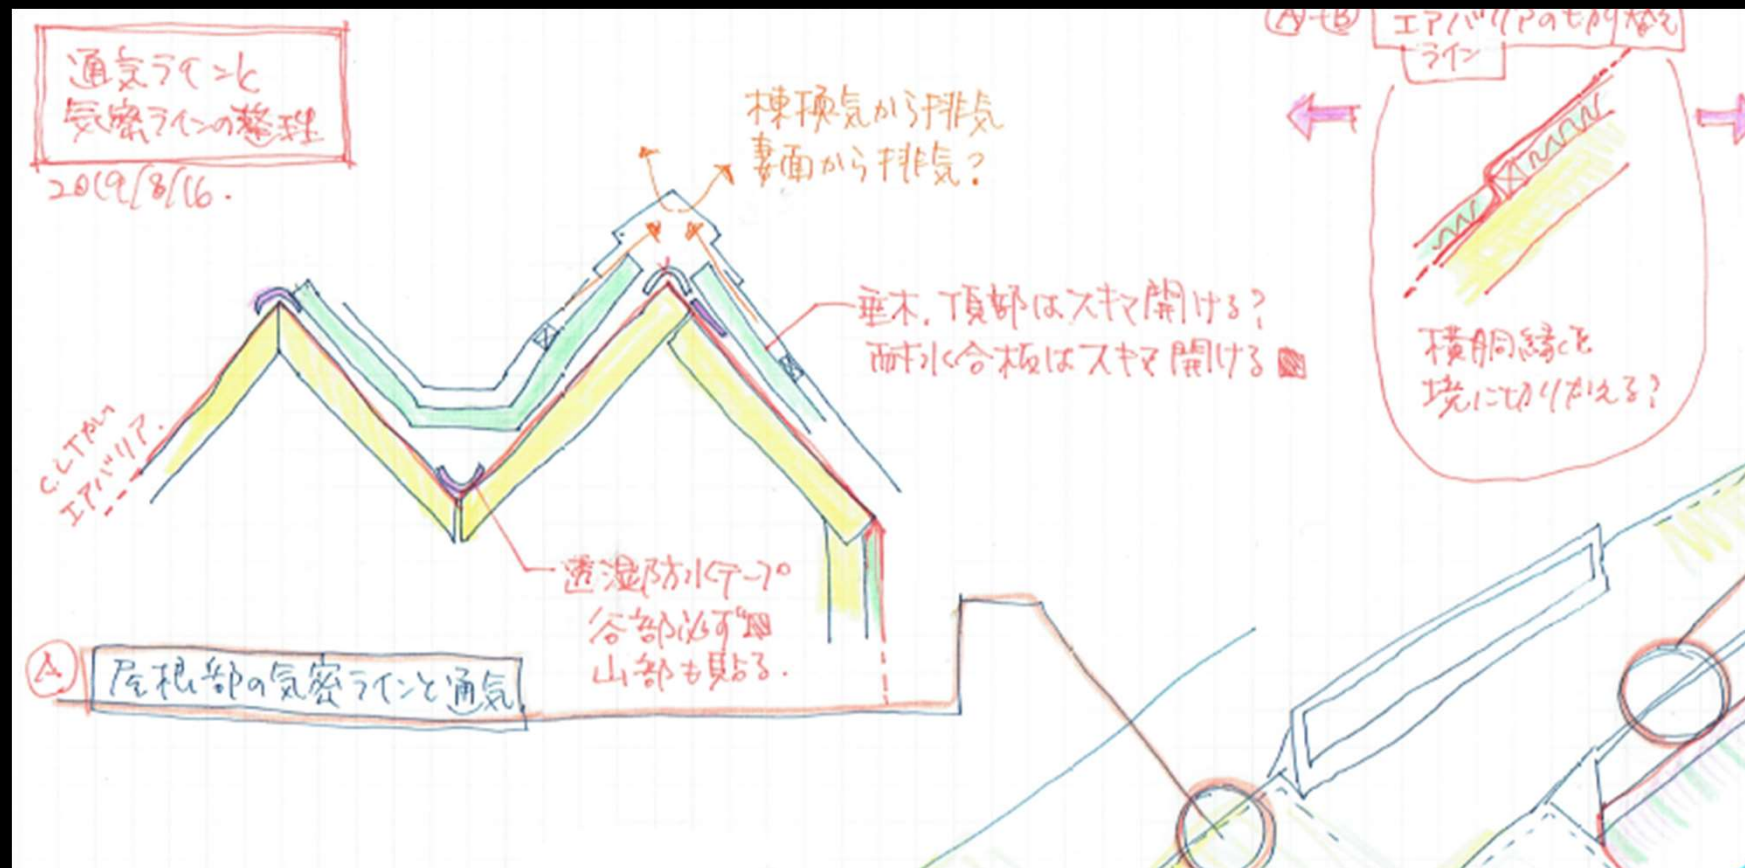 通気ラインと
気密ラインの整理
2019/8/16.
棟換気から排気
妻面から排気?
垂木、頂部はスキマ開ける?
耐水合板はスキマ開ける
Ⓐ-Ⓑ
エアバリアの切り替え
ライン
横胴縁を
境に切りかえる?
C.L.T.内い
エアバリア.
透湿防水テープ
谷部必ず
山部も貼る.
Ⓐ 屋根部の気密ラインと通気